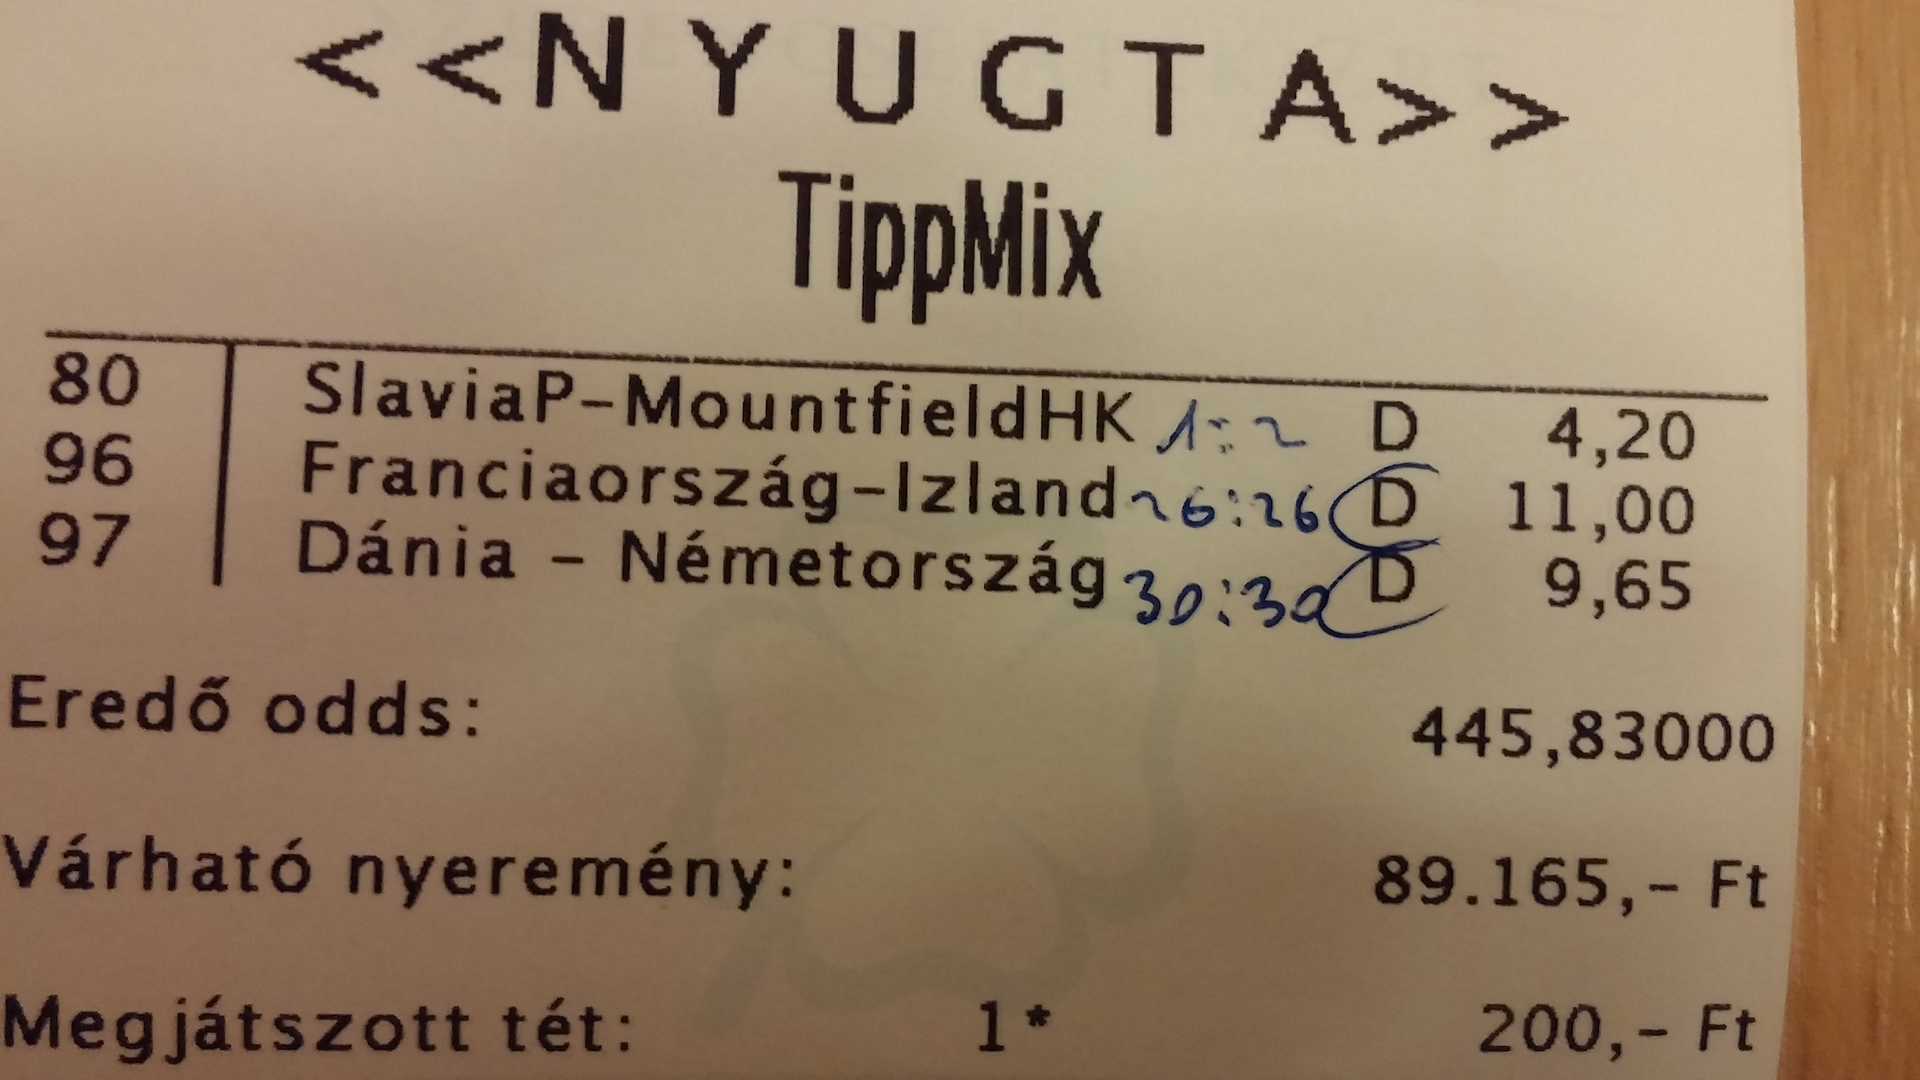 <<NYUGTA>>
TippMix
80 SlaviaP-MountfieldHK 1:2 D 4,20
96 Franciaország-Izland 26:26 D 11,00
97 Dánia - Németország 30:30 D 9,65
Eredő odds: 445,83000
Várható nyeremény: 89.165,- Ft
Megjátszott tét: 1* 200,- Ft